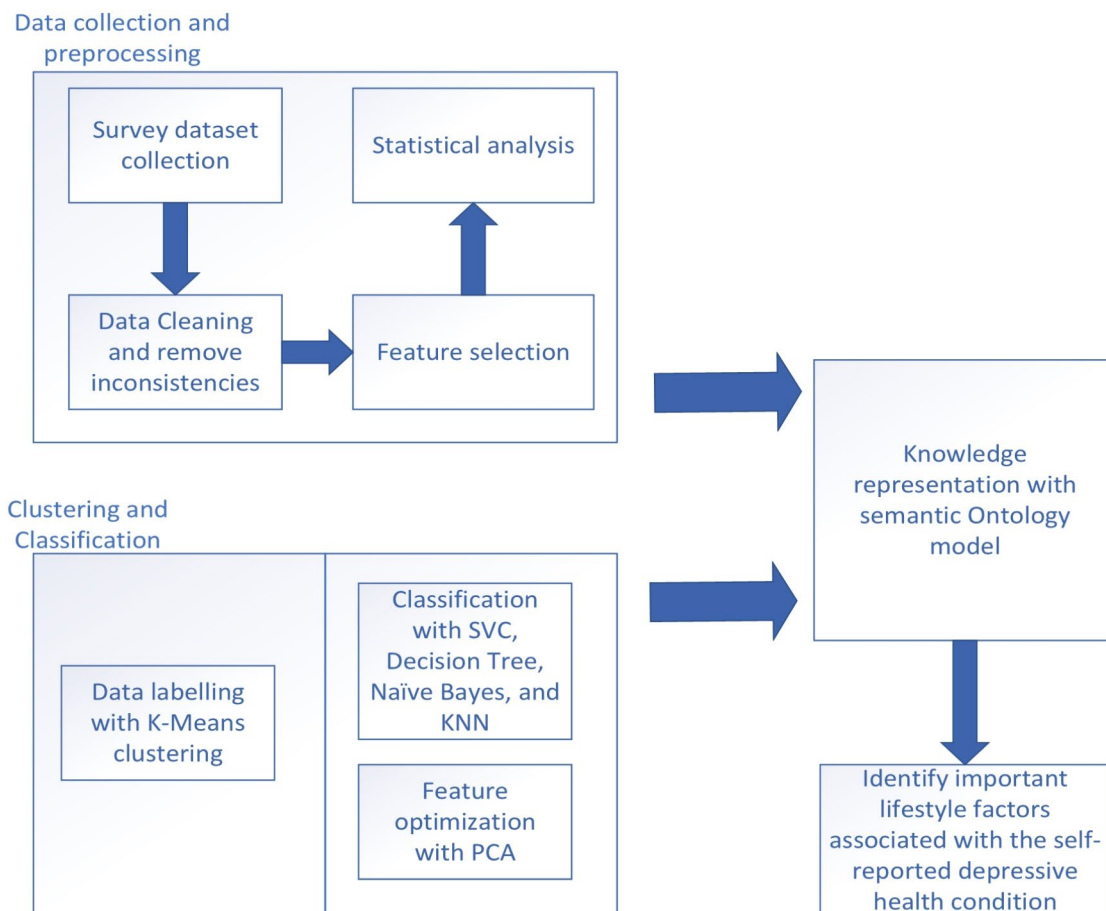 Data collection and
preprocessing
Survey dataset
collection
Statistical analysis
Data Cleaning
and remove
inconsistencies
Feature selection
Knowledge
representation with
semantic Ontology
model
Clustering and
Classification
Data labelling
with K-Means
clustering
Classification
with SVC,
Decision Tree,
Naïve Bayes, and
KNN
Feature
optimization
with PCA
Identify important
lifestyle factors
associated with the self-
reported depressive
health condition